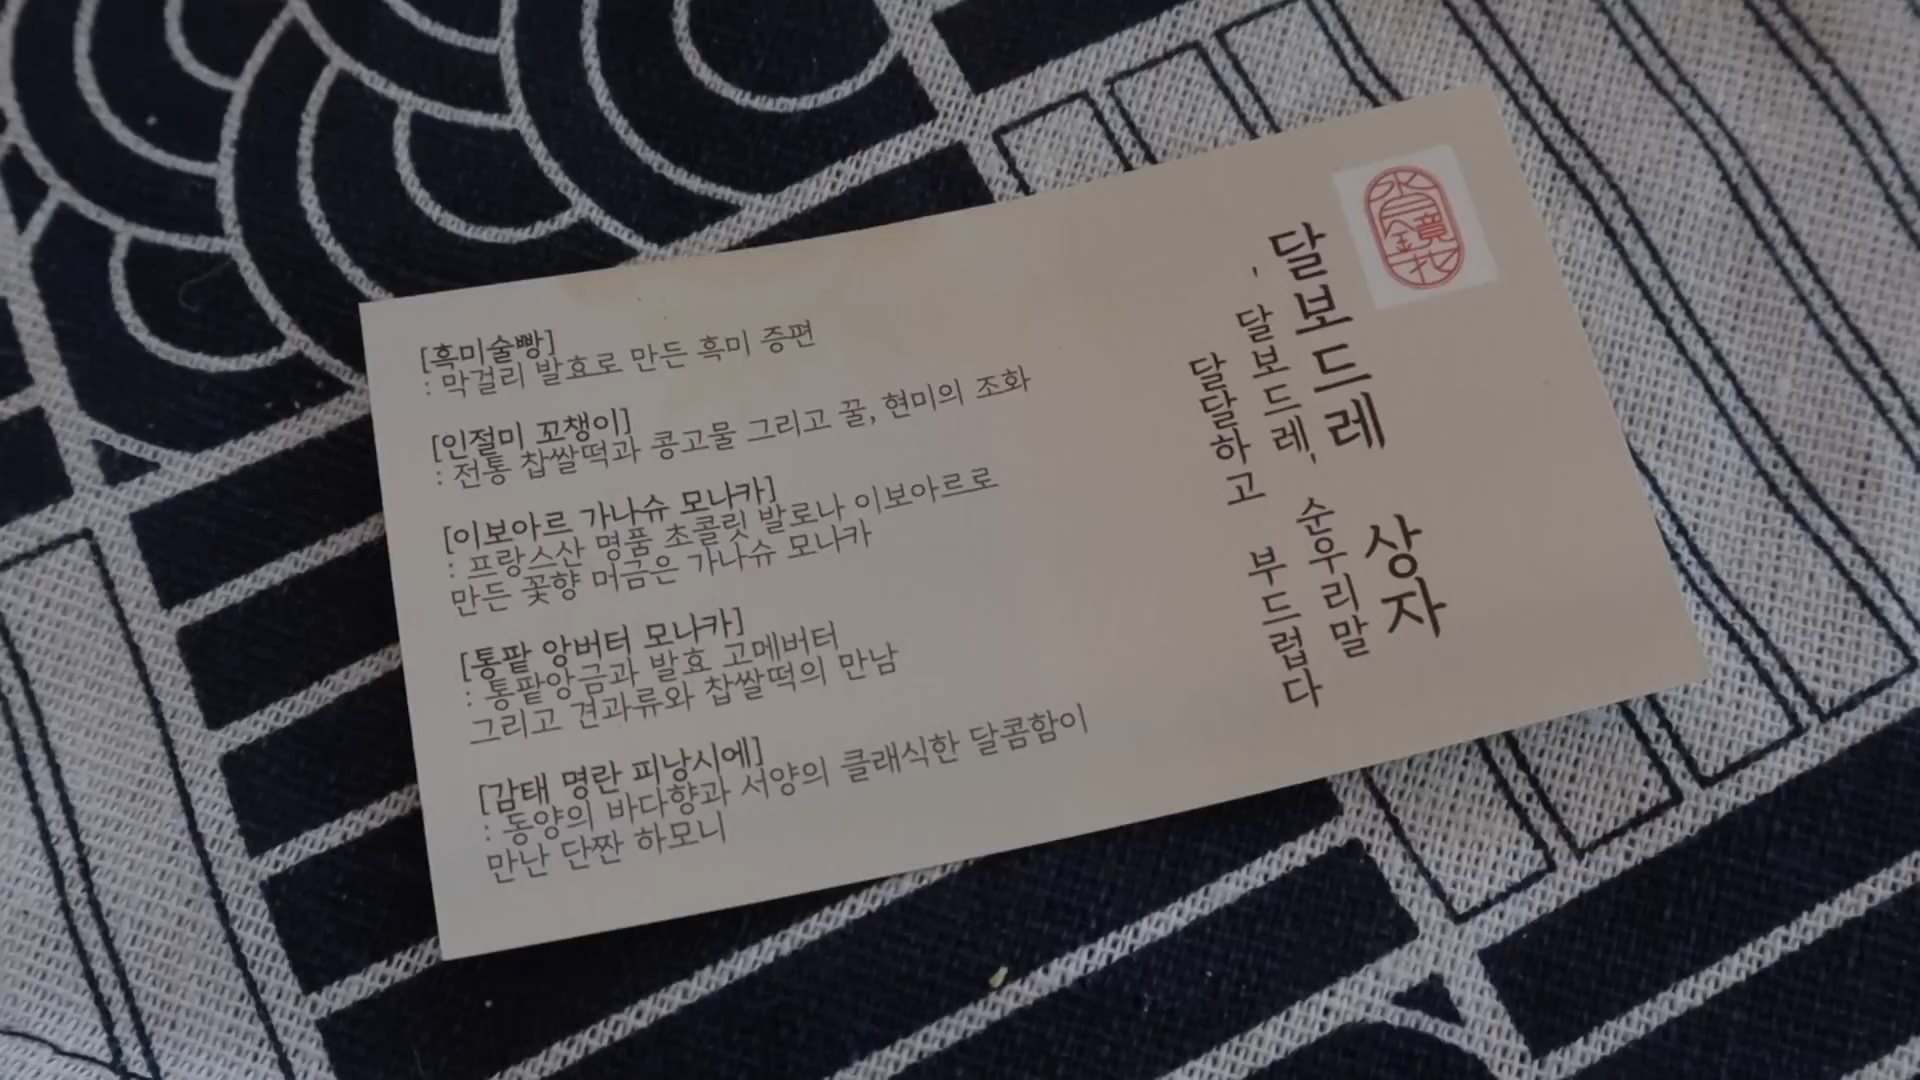 [흑미술빵]
: 막걸리 발효로 만든 흑미 증편
[인절미 꼬챙이]
: 전통 찹쌀떡과 콩고물 그리고 꿀, 현미의 조화
[이보아르 가나슈 모나카]
: 프랑스산 명품 초콜릿 발로나 이보아르로
만든 꽃향 머금은 가나슈 모나카
[통팥 앙버터 모나카]
: 통팥앙금과 발효 고메버터
그리고 견과류와 찹쌀떡의 만남
[감태 명란 피낭시에]
: 동양의 바다향과 서양의 클래식한 달콤함이
만난 단짠 하모니
달보드레 상자
'달보드레' 순우리말
달달하고 부드럽다